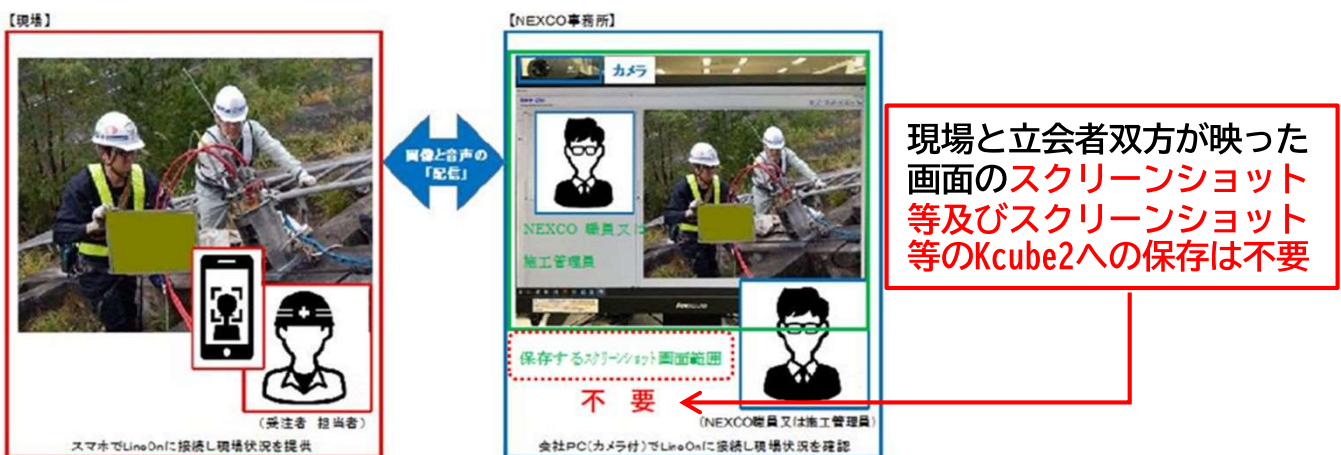 【現場】
画像と音声の
「配信」
(受注者 担当者)
スマホでLineOnに接続し現場状況を提供
【NEXCO事務所】
カメラ
NEXCO 職員又は
施工管理員
保存するスクリーンショット画面範囲
不 要
(NEXCO職員又は施工管理員)
会社PC(カメラ付)でLineOnに接続し現場状況を確認
現場と立会者双方が映った
画面のスクリーンショット
等及びスクリーンショット
等のKcube2への保存は不要